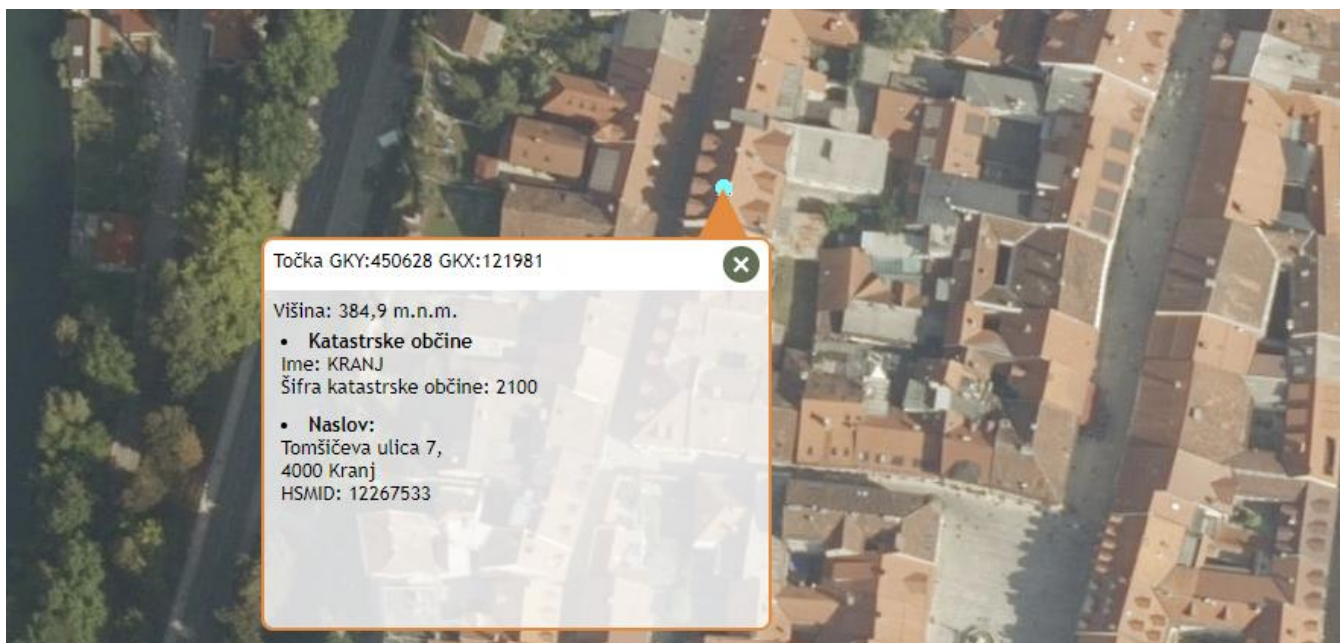 Točka GKY:450628 GKX:121981
Višina: 384,9 m.n.m.
• Katastrske občine
Ime: KRANJ
Šifra katastrske občine: 2100
• Naslov:
Tomšičeva ulica 7,
4000 Kranj
HSMID: 12267533